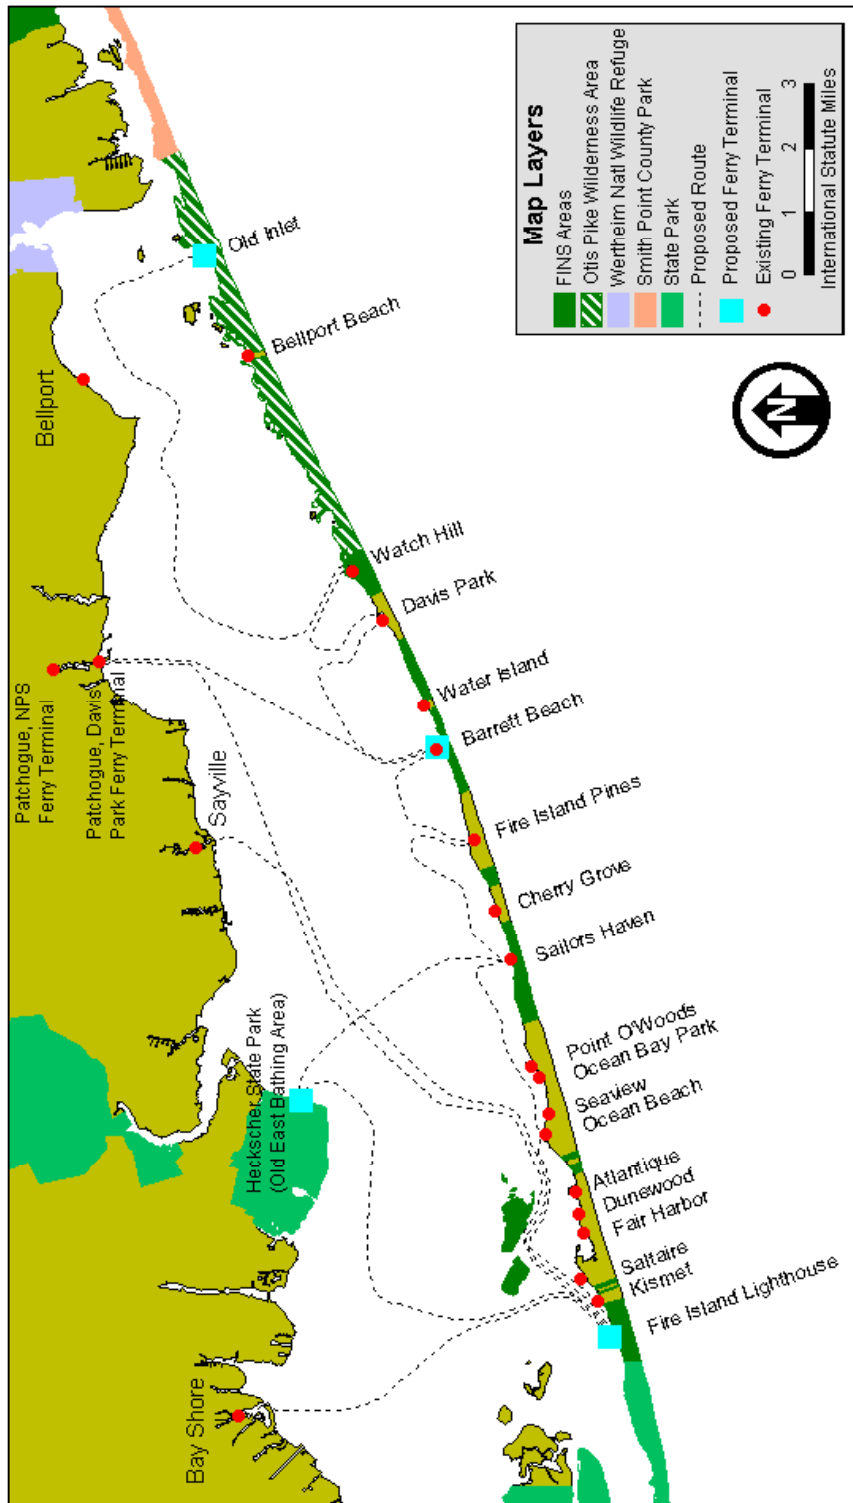 Bay Shore
Heckscher State Park
(Old East Bathing Area)
Sayville
Patchogue, NPS
Ferry Terminal
Patchogue, Davis
Park Ferry Terminal
Bellport
Fire Island Lighthouse
Kismet
Saltaire
Fair Harbor
Dunewood
Atlantique
Ocean Beach
Seaview
Ocean Bay Park
Point O'Woods
Sailors Haven
Cherry Grove
Fire Island Pines
Barrett Beach
Water Island
Davis Park
Watch Hill
Bellport Beach
Old Inlet
N
Map Layers
FINS Areas
Otis Pike Wilderness Area
Wertheim Natl Wildlife Refuge
Smith Point County Park
State Park
Proposed Route
Proposed Ferry Terminal
Existing Ferry Terminal
0 1 2 3
International Statute Miles